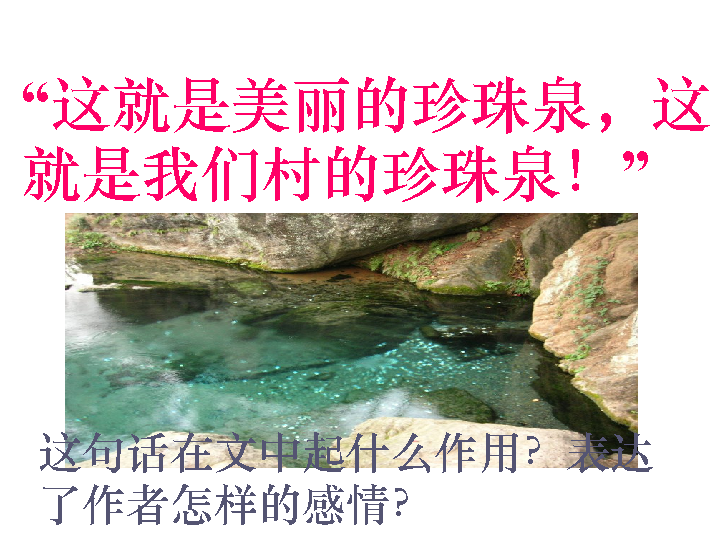 “这就是美丽的珍珠泉，这
就是我们村的珍珠泉！”
这句话在文中起什么作用？表达
了作者怎样的感情？